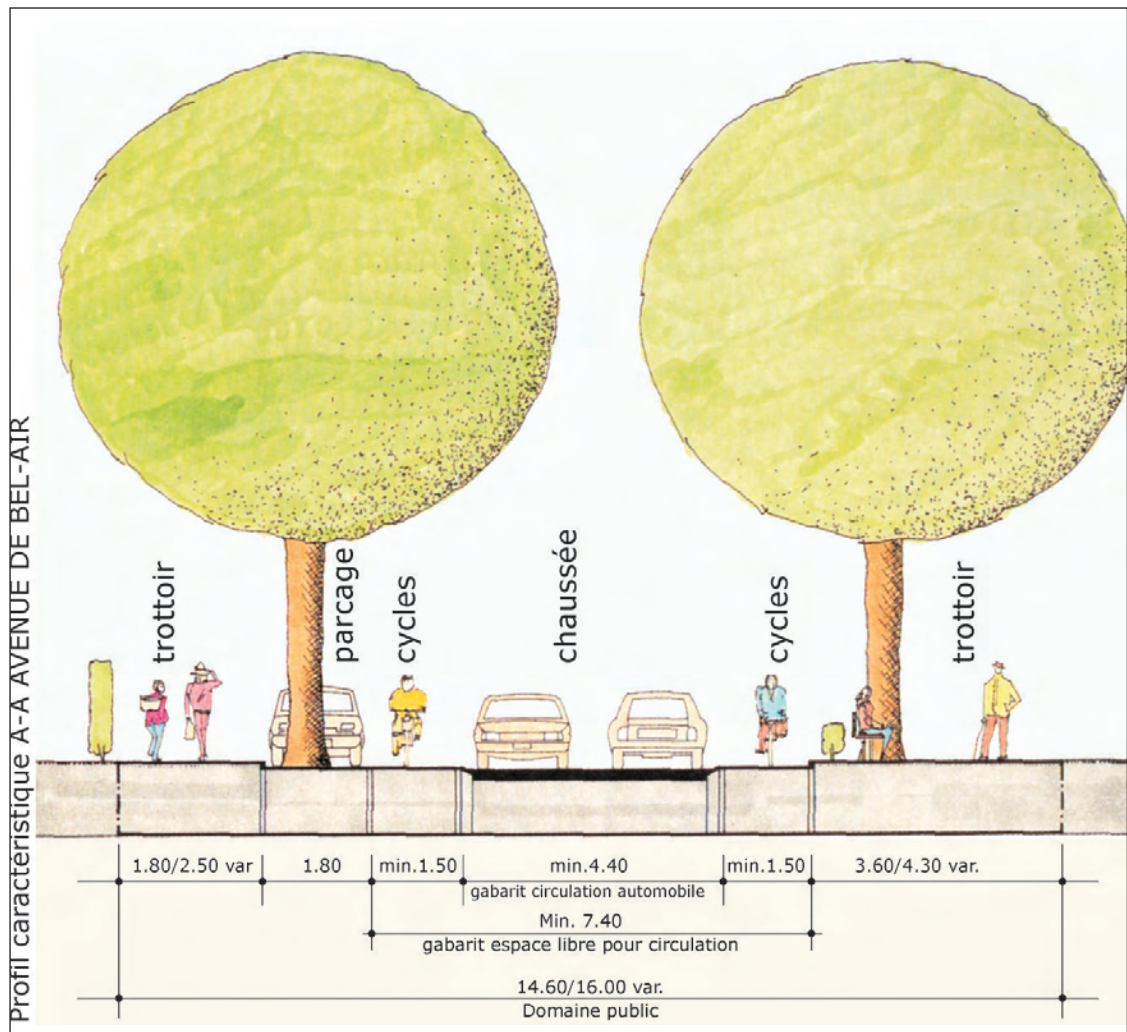 Profil caractéristique A-A AVENUE DE BEL-AIR
trottoir
parcage
cycles
chaussée
cycles
trottoir
1.80/2.50 var
1.80
min.1.50
min.4.40
min.1.50
3.60/4.30 var.
gabarit circulation automobile
Min. 7.40
gabarit espace libre pour circulation
14.60/16.00 var.
Domaine public